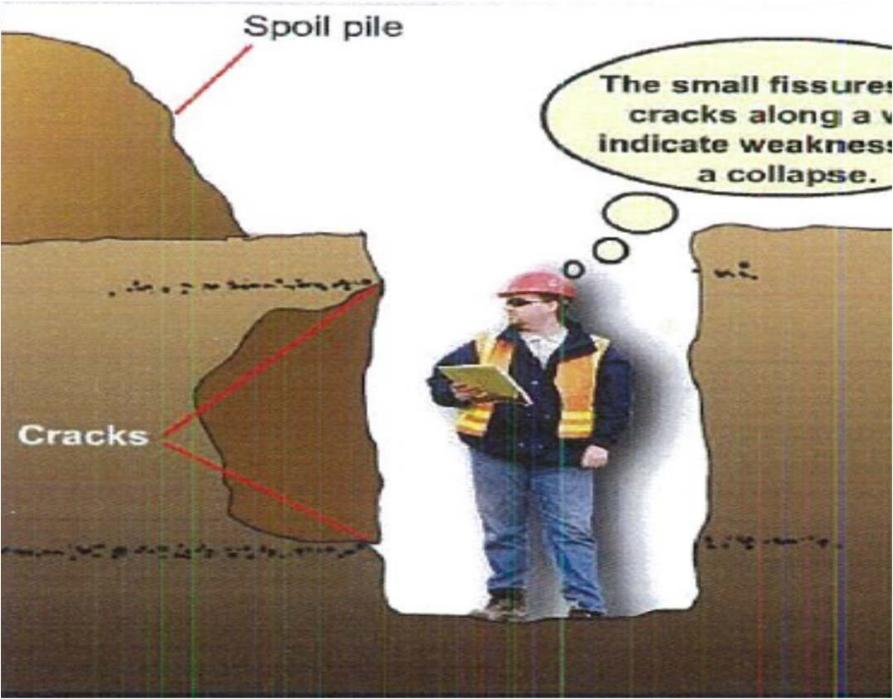 Spoil pile
The small fissures
cracks along a
indicate weakness
a collapse.
Cracks